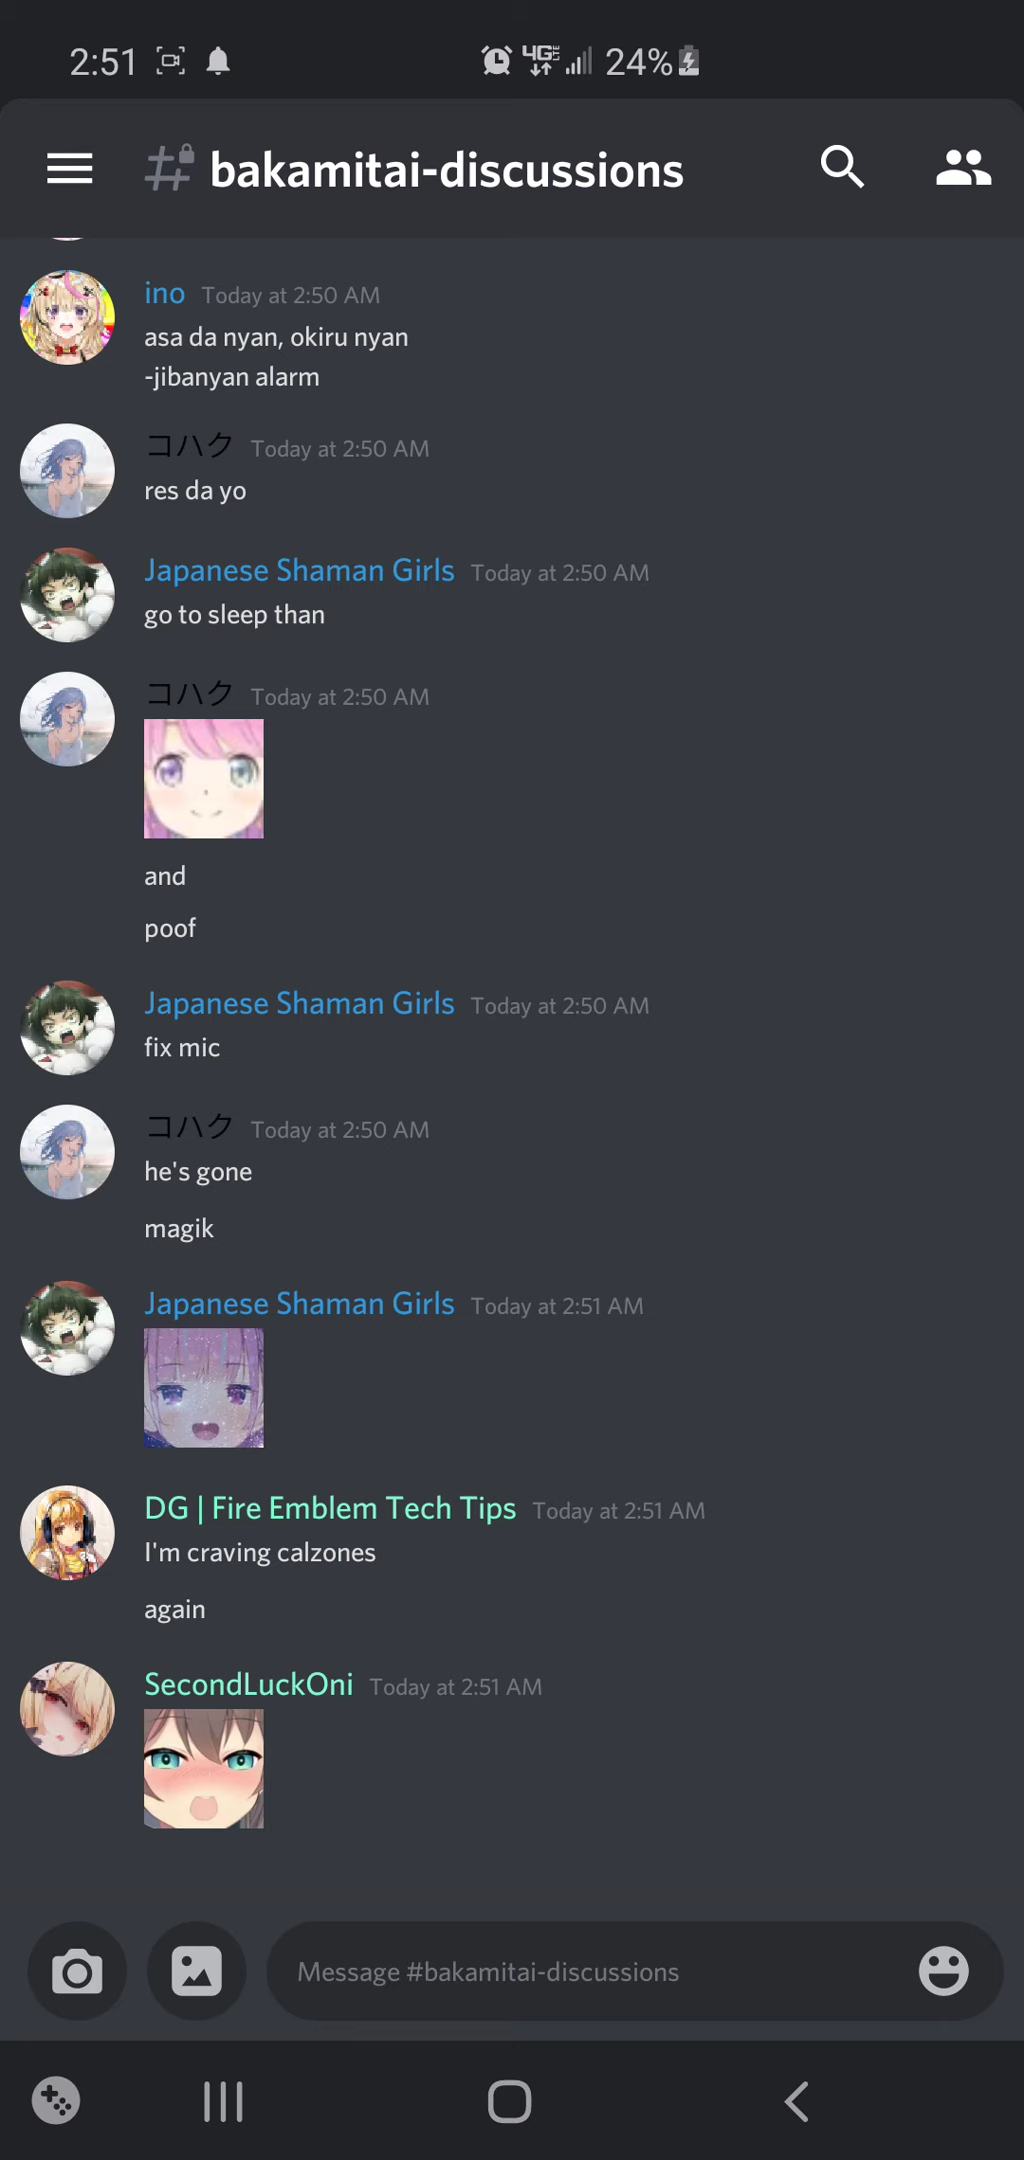 2:51 4G LTE 24%
bakamitai-discussions
ino Today at 2:50 AM
asa da nyan, okiru nyan
-jibanyan alarm
コハク Today at 2:50 AM
res da yo
Japanese Shaman Girls Today at 2:50 AM
go to sleep than
コハク Today at 2:50 AM
and
poof
Japanese Shaman Girls Today at 2:50 AM
fix mic
コハク Today at 2:50 AM
he's gone
magik
Japanese Shaman Girls Today at 2:51 AM
DG | Fire Emblem Tech Tips Today at 2:51 AM
I'm craving calzones
again
SecondLuckOni Today at 2:51 AM
Message #bakamitai-discussions